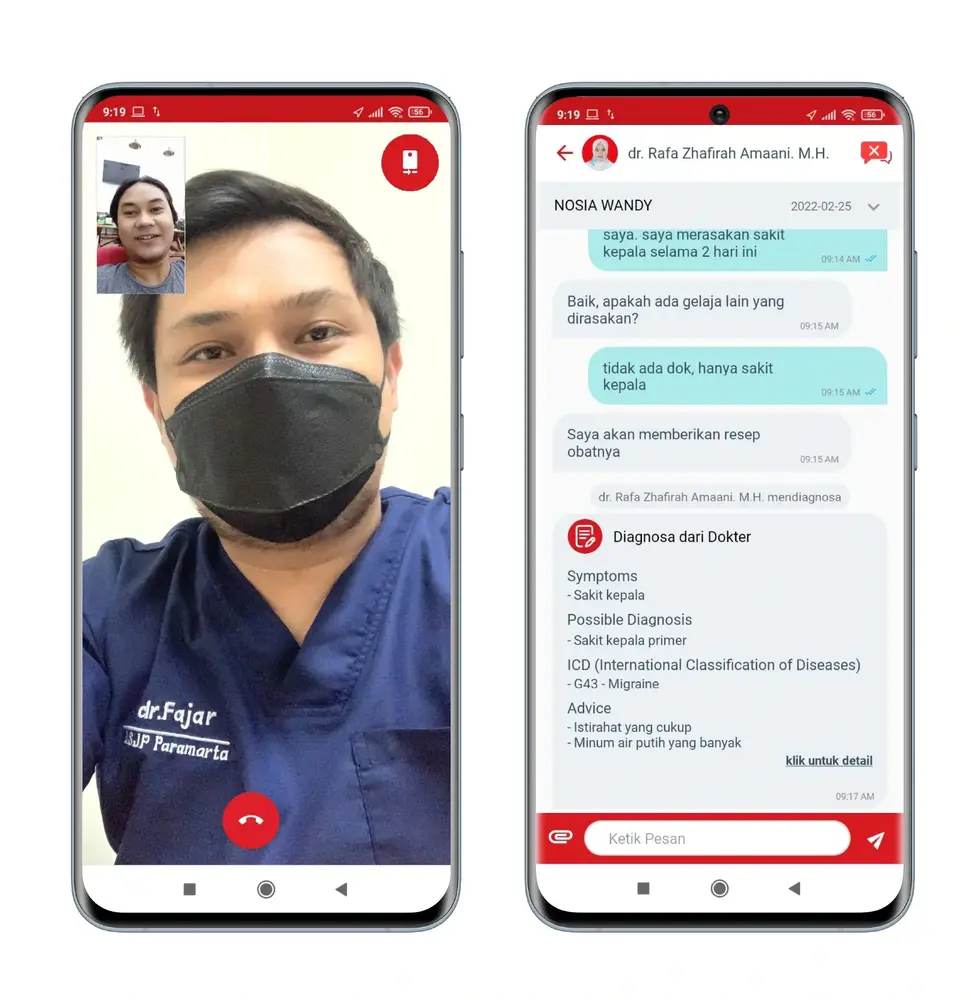 9:19
56
dr.Fajar
RSJP Paramarta
9:19
56
dr. Rafa Zhafirah Amaani. M.H.
NOSIA WANDY
2022-02-25
saya. saya merasakan sakit
kepala selama 2 hari ini
09:14 AM
Baik, apakah ada gelaja lain yang
dirasakan?
09:15 AM
tidak ada dok, hanya sakit
kepala
09:15 AM
Saya akan memberikan resep
obatnya
09:15 AM
dr. Rafa Zhafirah Amaani. M.H. mendiagnosa
Diagnosa dari Dokter
Symptoms
- Sakit kepala
Possible Diagnosis
- Sakit kepala primer
ICD (International Classification of Diseases)
- G43 - Migraine
Advice
- Istirahat yang cukup
- Minum air putih yang banyak
klik untuk detail
09:17 AM
Ketik Pesan